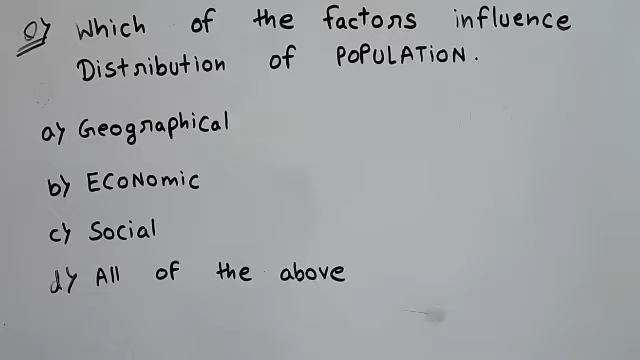 Q) Which of the factors influence
Distribution of POPULATION.
a) Geographical
b) ECONOMIC
c) Social
d) All of the above